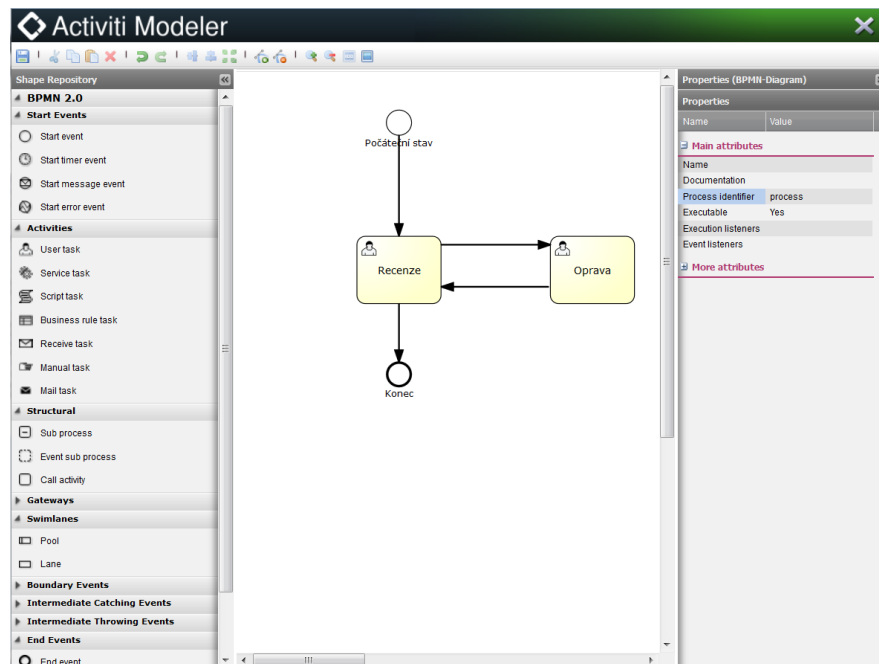 Activiti Modeler
Shape Repository
BPMN 2.0
Start Events
Start event
Start timer event
Start message event
Start error event
Activities
User task
Service task
Script task
Business rule task
Receive task
Manual task
Mail task
Structural
Sub process
Event sub process
Call activity
Gateways
Swimlanes
Pool
Lane
Boundary Events
Intermediate Catching Events
Intermediate Throwing Events
End Events
End event
Počáteční stav
Recenze
Oprava
Konec
Properties (BPMN-Diagram)
Properties
Name Value
Main attributes
Name
Documentation
Process identifier process
Executable Yes
Execution listeners
Event listeners
More attributes